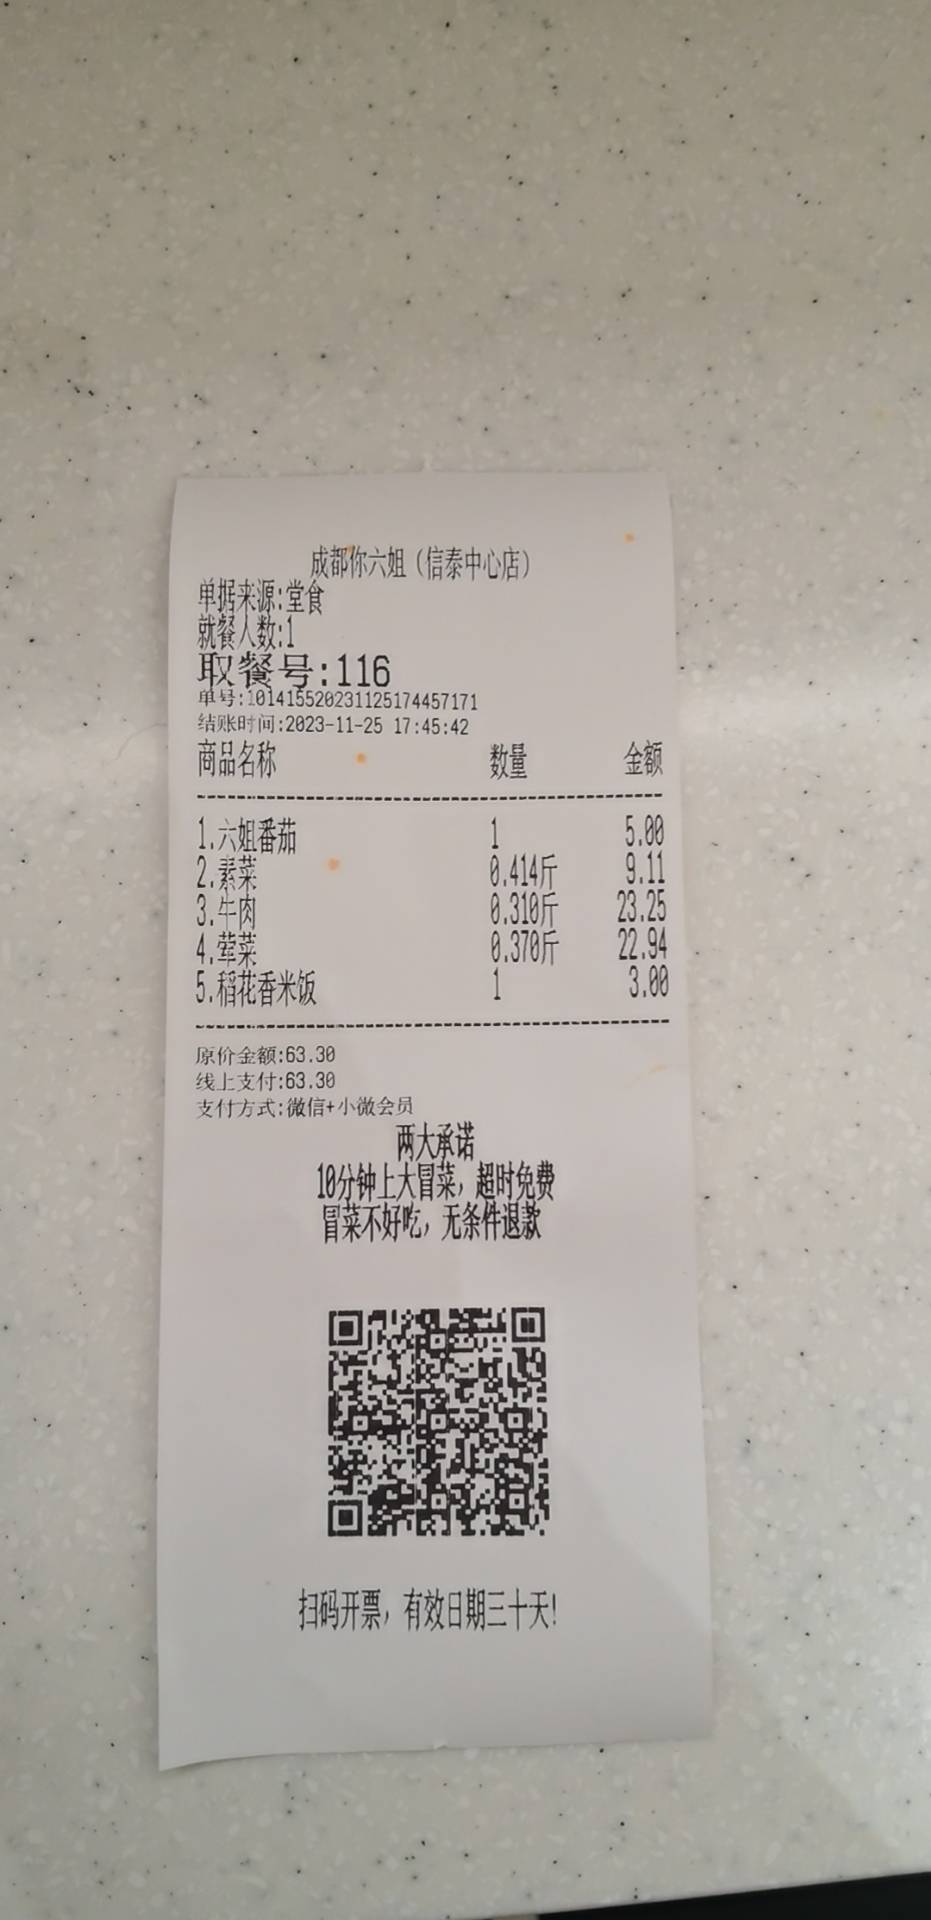 成都你六姐（信泰中心店）
单据来源:堂食
就餐人数:1
取餐号:116
单号:101415520231125174457171
结账时间:2023-11-25 17:45:42
商品名称 数量 金额
1.六姐番茄 1 5.00
2.素菜 0.414斤 9.11
3.牛肉 0.310斤 23.25
4.荤菜 0.370斤 22.94
5.稻花香米饭 1 3.00
原价金额:63.30
线上支付:63.30
支付方式:微信+小微会员
两大承诺
10分钟上大冒菜，超时免费
冒菜不好吃，无条件退款
扫码开票，有效日期三十天!